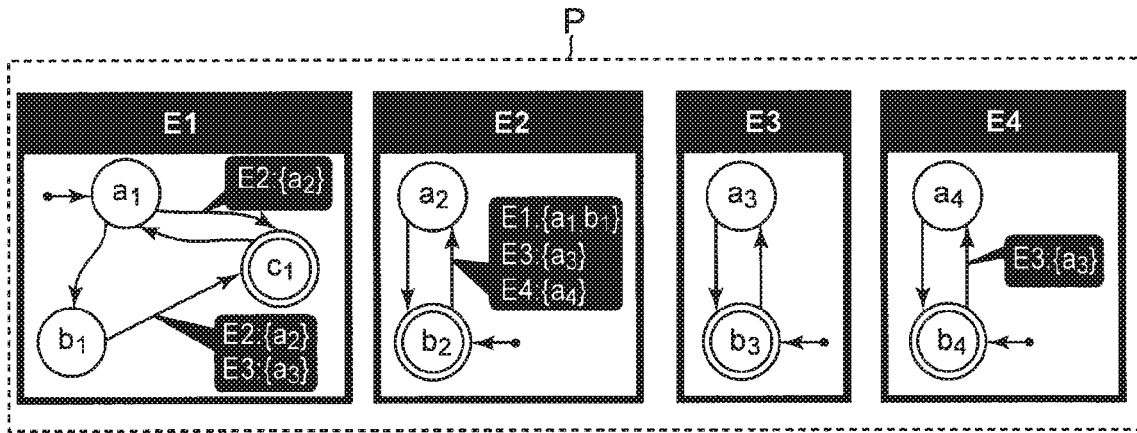 P
E1
E2
E3
E4
a1
E2:{a2}
c1
b1
E2:{a2}
E3:{a3}
a2
E1:{a1 b1}
E3:{a3}
E4:{a4}
b2
a3
b3
a4
E3:{a3}
b4